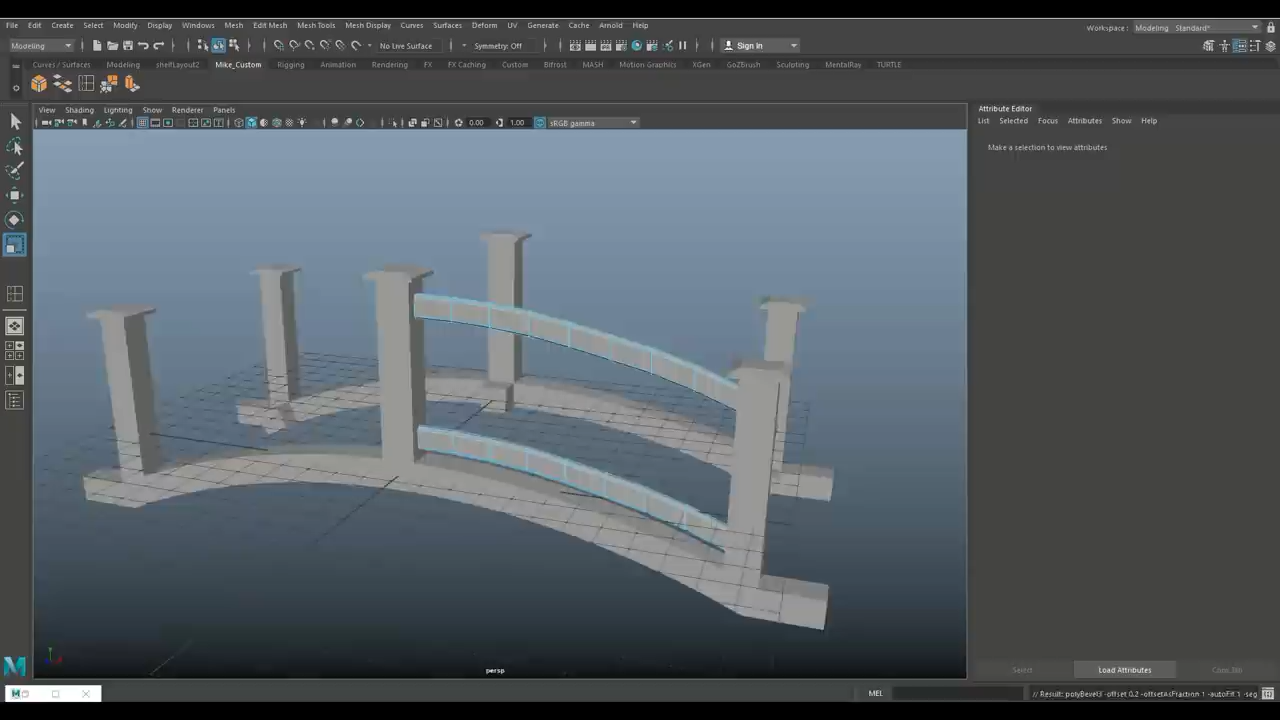 File Edit Create Select Modify Display Windows Mesh Edit Mesh Mesh Tools Mesh Display Curves Surfaces Deform UV Generate Cache Arnold Help
Workspace: Modeling - Standard*
Modeling No Live Surface Symmetry: Off Sign In
Curves / Surfaces Modeling shelfLayout2 Mike_Custom Rigging Animation Rendering FX FX Caching Custom Bifrost MASH Motion Graphics XGen GoZBrush Sculpting MentalRay TURTLE
View Shading Lighting Show Renderer Panels
0.00 1.00 sRGB gamma
Attribute Editor
List Selected Focus Attributes Show Help
Make a selection to view attributes
persp
Select Load Attributes
MEL
// Result: polyBevel3 -offset 0.2 -offsetAsFraction 1 -autoFit 1 -seg